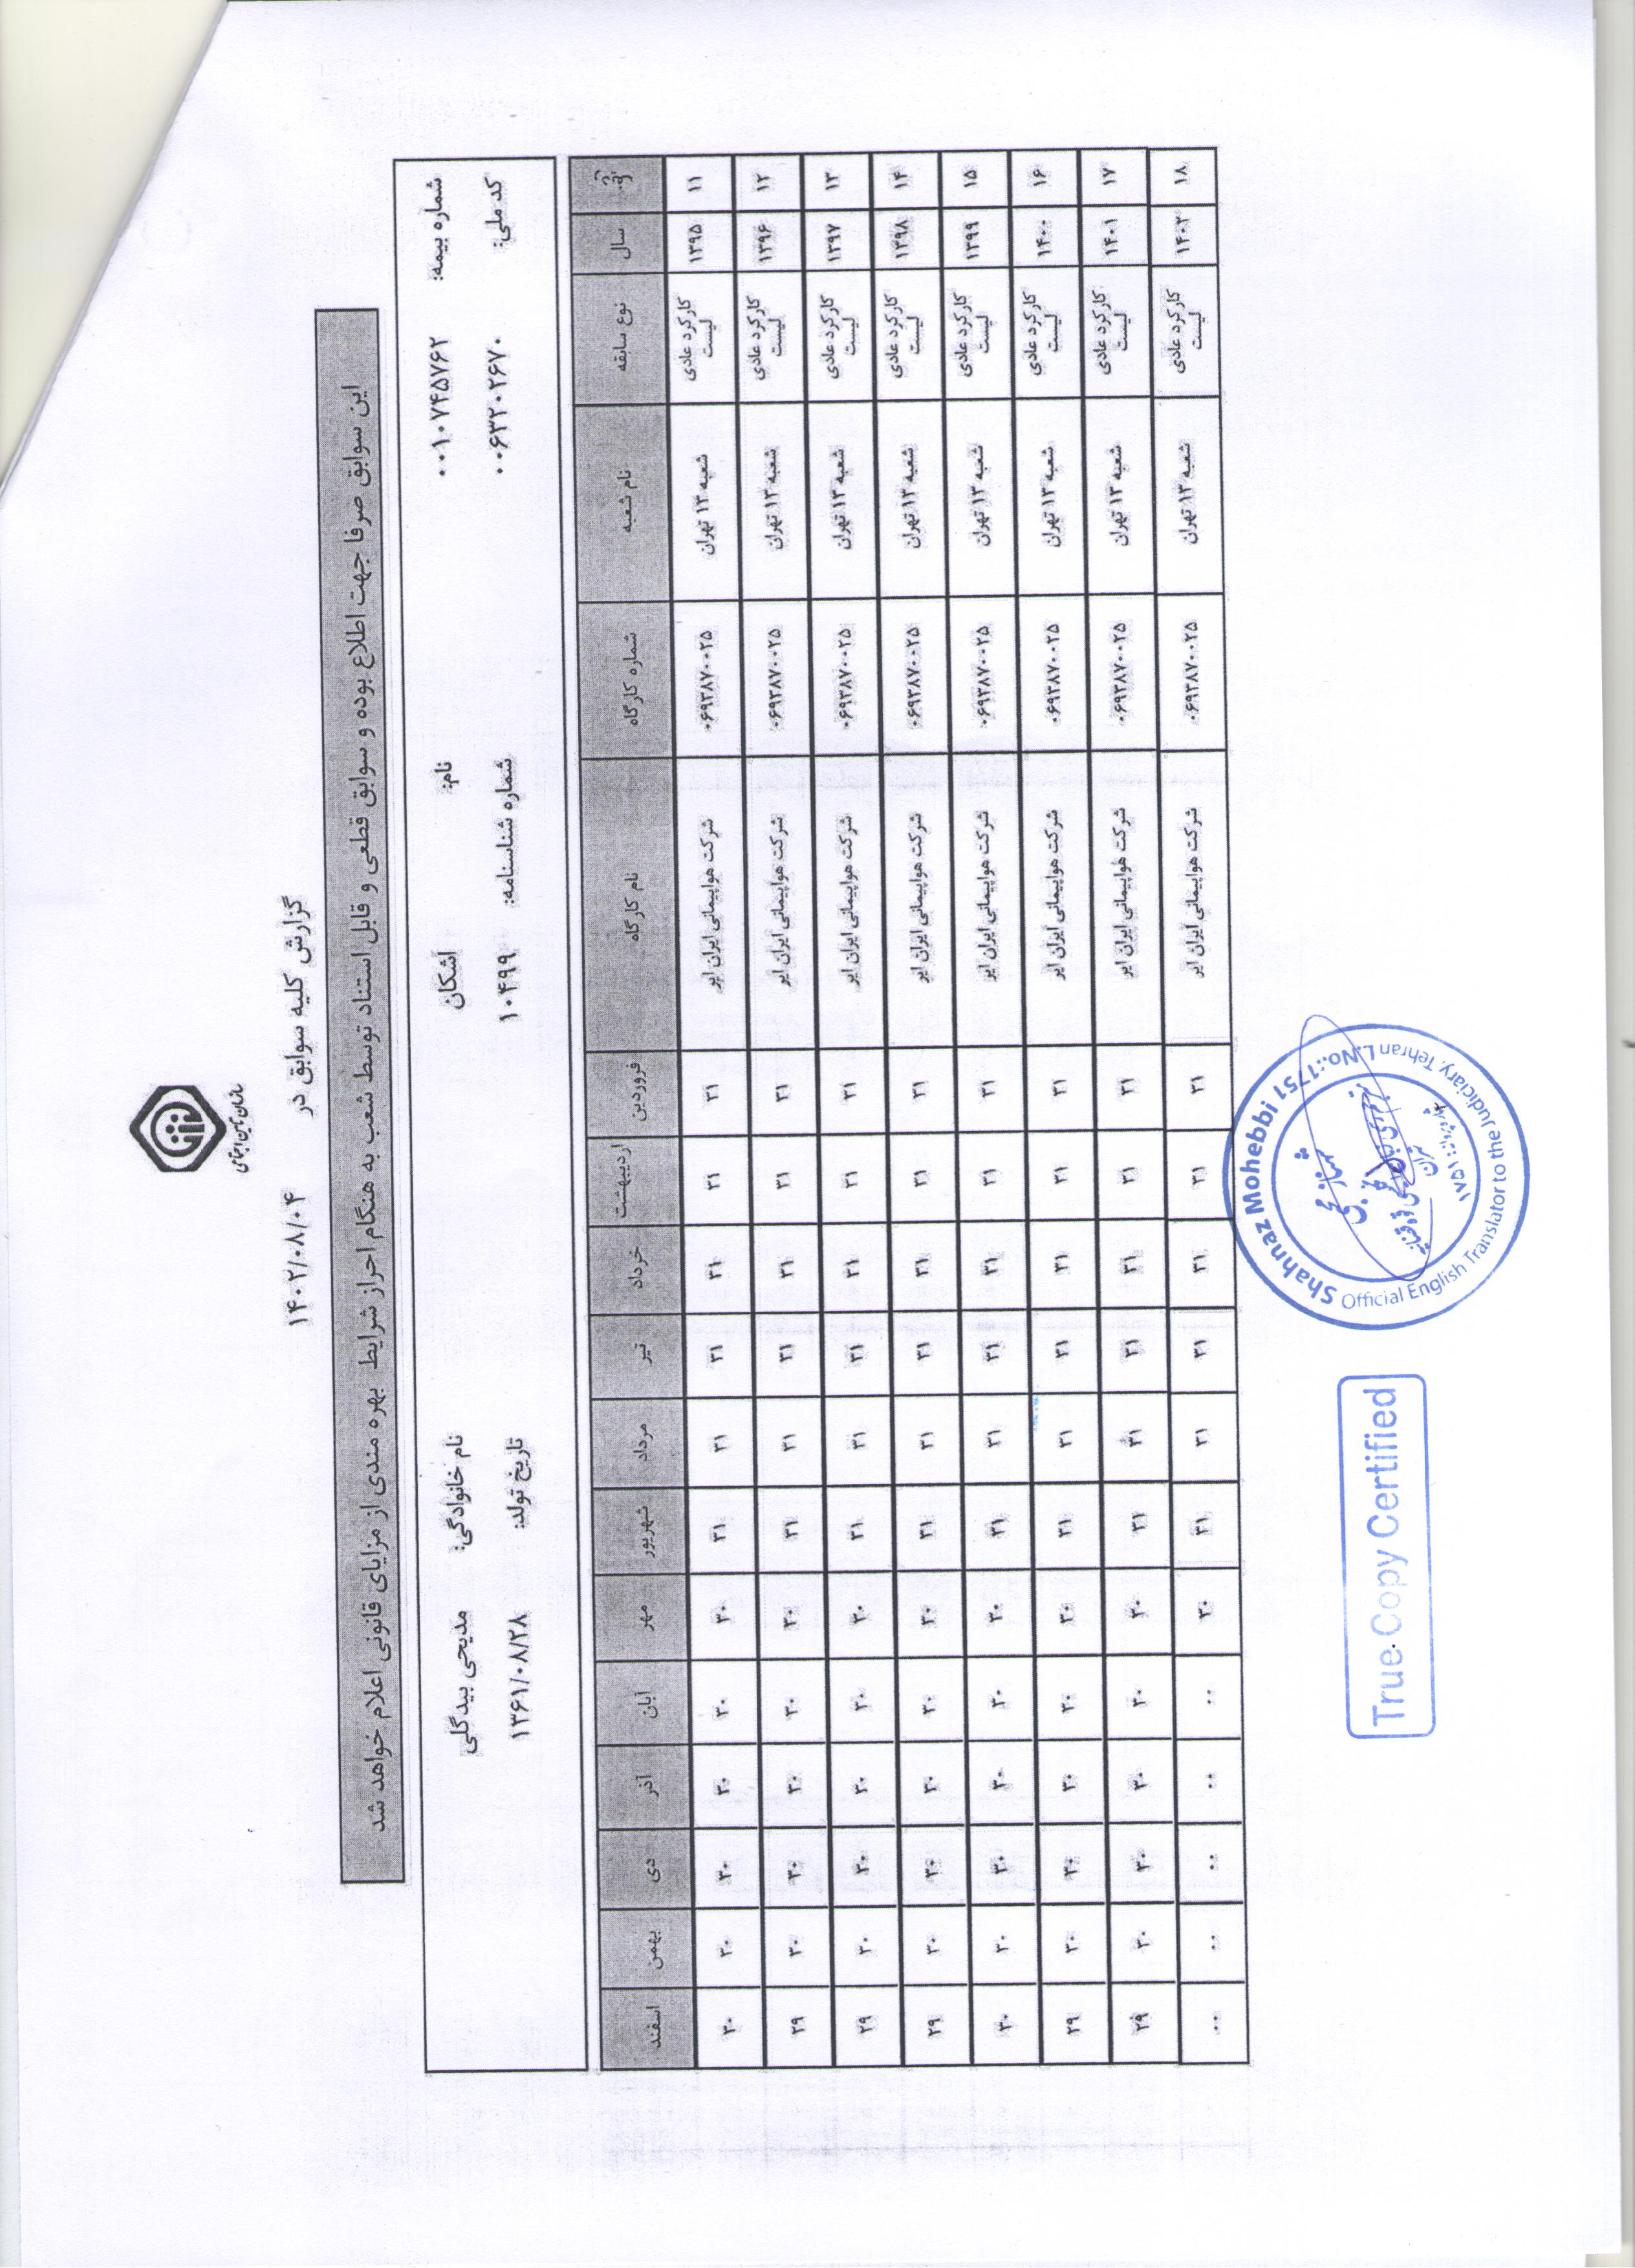 سازمان تامین اجتماعی
گزارش کلیه سوابق در ۱۴۰۲/۰۸/۰۴
این سوابق صرفا جهت اطلاع بوده و سوابق قطعی و قابل استناد توسط شعب به هنگام احراز شرایط بهره مندی از مزایای قانونی اعلام خواهد شد
شماره بیمه: ۰۰۱۰۷۴۵۷۶۲ نام: اشکان نام خانوادگی: مدیحی بیدگلی
کد ملی: ۰۰۶۳۲۰۲۶۷۰ شماره شناسنامه: ۱۰۴۹۹ تاریخ تولد: ۱۳۶۱/۰۸/۲۸
ردیف سال نوع سابقه نام شعبه شماره کارگاه نام کارگاه فروردین اردیبهشت خرداد تیر مرداد شهریور مهر آبان آذر دی بهمن اسفند
۱۱ ۱۳۹۵ کارکرد عادی لیست شعبه ۱۳ تهران ۰۶۹۳۸۷۰۰۲۵ شرکت هواپیمائی ایران ایر ۳۱ ۳۱ ۳۱ ۳۱ ۳۱ ۳۱ ۳۰ ۳۰ ۳۰ ۳۰ ۳۰ ۳۰
۱۲ ۱۳۹۶ کارکرد عادی لیست شعبه ۱۳ تهران ۰۶۹۳۸۷۰۰۲۵ شرکت هواپیمائی ایران ایر ۳۱ ۳۱ ۳۱ ۳۱ ۳۱ ۳۱ ۳۰ ۳۰ ۳۰ ۳۰ ۳۰ ۲۹
۱۳ ۱۳۹۷ کارکرد عادی لیست شعبه ۱۳ تهران ۰۶۹۳۸۷۰۰۲۵ شرکت هواپیمائی ایران ایر ۳۱ ۳۱ ۳۱ ۳۱ ۳۱ ۳۱ ۳۰ ۳۰ ۳۰ ۳۰ ۳۰ ۲۹
۱۴ ۱۳۹۸ کارکرد عادی لیست شعبه ۱۳ تهران ۰۶۹۳۸۷۰۰۲۵ شرکت هواپیمائی ایران ایر ۳۱ ۳۱ ۳۱ ۳۱ ۳۱ ۳۱ ۳۰ ۳۰ ۳۰ ۳۰ ۳۰ ۲۹
۱۵ ۱۳۹۹ کارکرد عادی لیست شعبه ۱۳ تهران ۰۶۹۳۸۷۰۰۲۵ شرکت هواپیمائی ایران ایر ۳۱ ۳۱ ۳۱ ۳۱ ۳۱ ۳۱ ۳۰ ۳۰ ۳۰ ۳۰ ۳۰ ۳۰
۱۶ ۱۴۰۰ کارکرد عادی لیست شعبه ۱۳ تهران ۰۶۹۳۸۷۰۰۲۵ شرکت هواپیمائی ایران ایر ۳۱ ۳۱ ۳۱ ۳۱ ۳۱ ۳۱ ۳۰ ۳۰ ۳۰ ۳۰ ۳۰ ۲۹
۱۷ ۱۴۰۱ کارکرد عادی لیست شعبه ۱۳ تهران ۰۶۹۳۸۷۰۰۲۵ شرکت هواپیمائی ایران ایر ۳۱ ۳۱ ۳۱ ۳۱ ۳۱ ۳۱ ۳۰ ۳۰ ۳۰ ۳۰ ۳۰ ۲۹
۱۸ ۱۴۰۲ کارکرد عادی لیست شعبه ۱۳ تهران ۰۶۹۳۸۷۰۰۲۵ شرکت هواپیمائی ایران ایر ۳۱ ۳۱ ۳۱ ۳۱ ۳۱ ۳۱ ۳۰ ۰۰ ۰۰ ۰۰ ۰۰ ۰۰
Shahnaz Mohebbi L.No.:1751
Official English Translator to the Judiciary, Tehran
تهران
۱۷۵۱
True Copy Certified